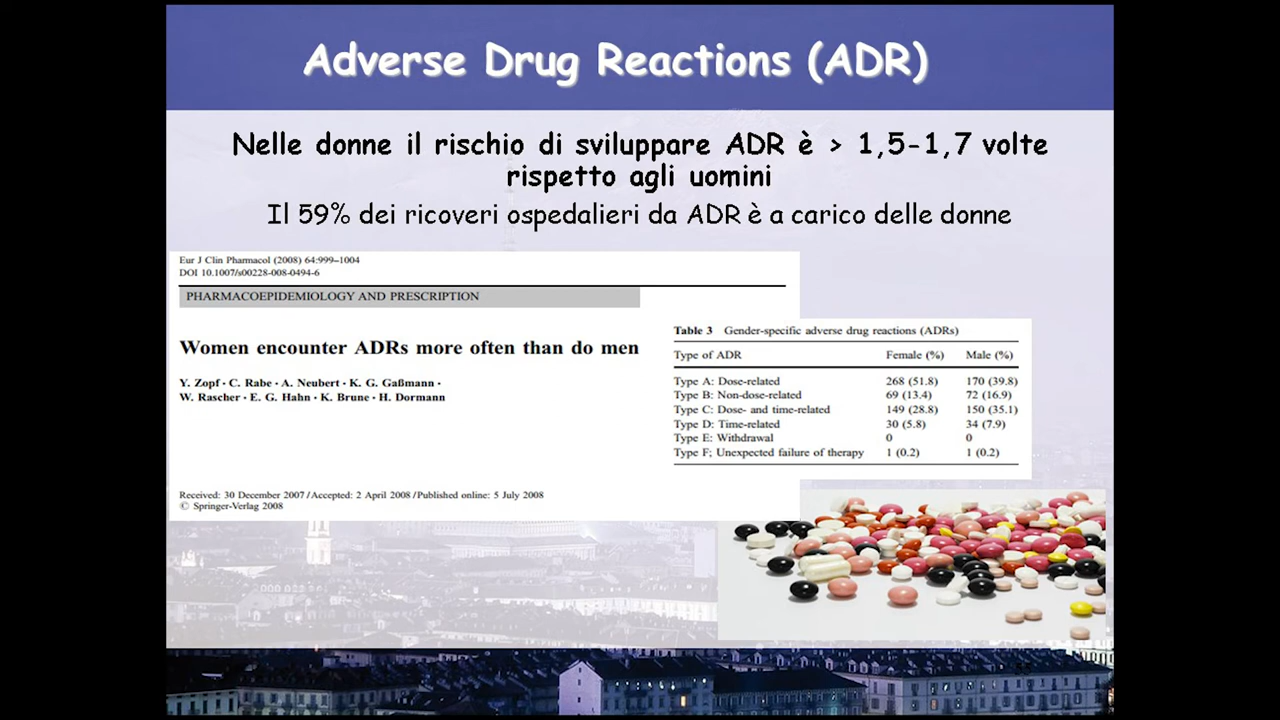 Adverse Drug Reactions (ADR)
Nelle donne il rischio di sviluppare ADR è > 1,5-1,7 volte
rispetto agli uomini
Il 59% dei ricoveri ospedalieri da ADR è a carico delle donne
Eur J Clin Pharmacol (2008) 64:999–1004
DOI 10.1007/s00228-008-0494-6
PHARMACOEPIDEMIOLOGY AND PRESCRIPTION
Women encounter ADRs more often than do men
Y. Zopf · C. Rabe · A. Neubert · K. G. Gaßmann ·
W. Rascher · E. G. Hahn · K. Brune · H. Dormann
Received: 30 December 2007 / Accepted: 2 April 2008 / Published online: 5 July 2008
© Springer-Verlag 2008
Table 3 Gender-specific adverse drug reactions (ADRs)
Type of ADR Female (%) Male (%)
Type A: Dose-related 268 (51.8) 170 (39.8)
Type B: Non-dose-related 69 (13.4) 72 (16.9)
Type C: Dose- and time-related 149 (28.8) 150 (35.1)
Type D: Time-related 30 (5.8) 34 (7.9)
Type E: Withdrawal 0 0
Type F; Unexpected failure of therapy 1 (0.2) 1 (0.2)